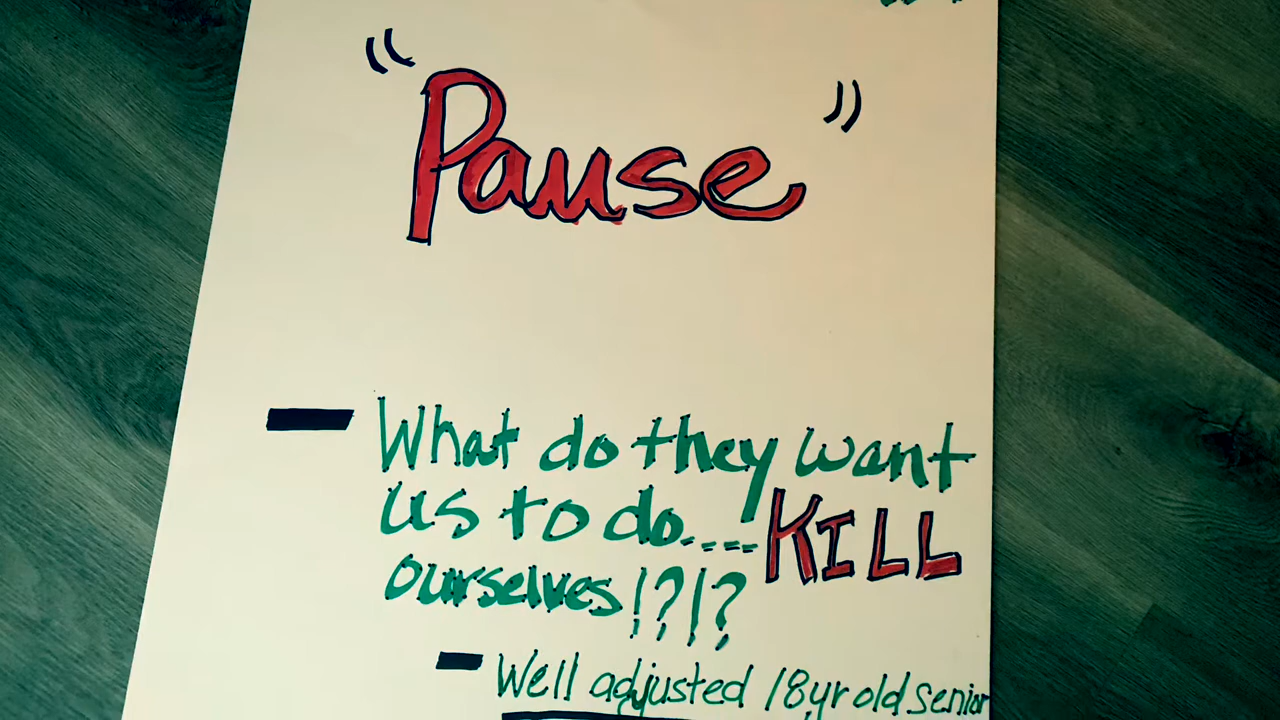 "Pause"
- What do they want
us to do....KILL
ourselves!?!?
- Well adjusted 18yr old senior